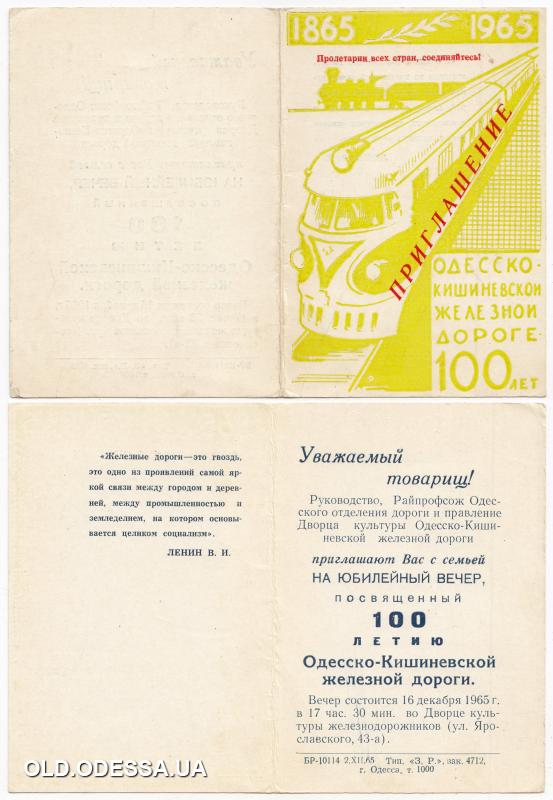 1865 1965
Пролетарии всех стран, соединяйтесь!
ПРИГЛАШЕНИЕ
ОДЕССКО-
КИШИНЕВСКОЙ
ЖЕЛЕЗНОЙ
ДОРОГЕ
100 ЛЕТ
«Железные дороги—это гвоздь,
это одно из проявлений самой яр-
кой связи между городом и дерев-
ней, между промышленностью и
земледелием, на котором основы-
вается целиком социализм».
ЛЕНИН В. И.
Уважаемый
товарищ!
Руководство, Райпрофсож Одес-
ского отделения дороги и правление
Дворца культуры Одесско-Киши-
невской железной дороги
приглашают Вас с семьей
НА ЮБИЛЕЙНЫЙ ВЕЧЕР,
посвященный
100
ЛЕТИЮ
Одесско-Кишиневской
железной дороги.
Вечер состоится 16 декабря 1965 г.
в 17 час. 30 мин. во Дворце куль-
туры железнодорожников (ул. Яро-
славского, 43-а).
БР-10114 2.XII.65 Тип. «З. Р.», зак. 4712,
г. Одесса, т. 1000
OLD.ODESSA.UA